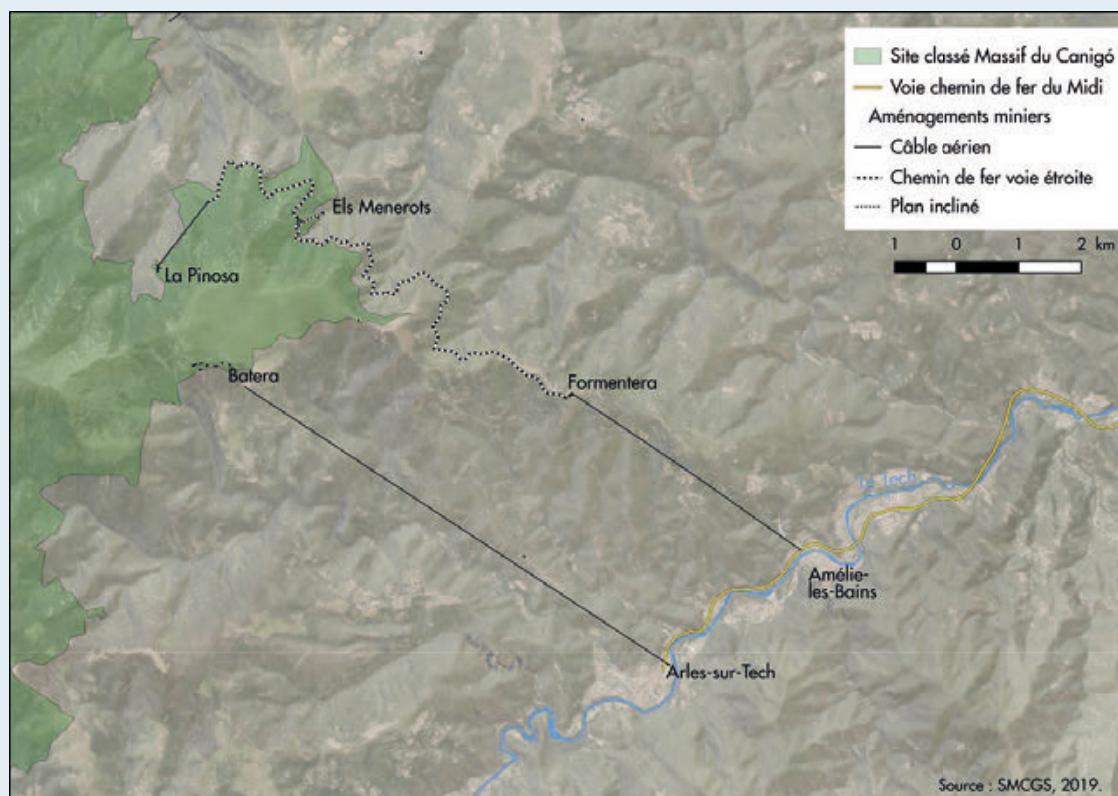 Site classé Massif du Canigó
Voie chemin de fer du Midi
Aménagements miniers
Câble aérien
Chemin de fer voie étroite
Plan incliné
1 0 1 2 km
Els Menerots
La Pinosa
Batera
Formentera
Le Tech
Amélie-
les-Bains
Arles-sur-Tech
Source : SMCGS, 2019.